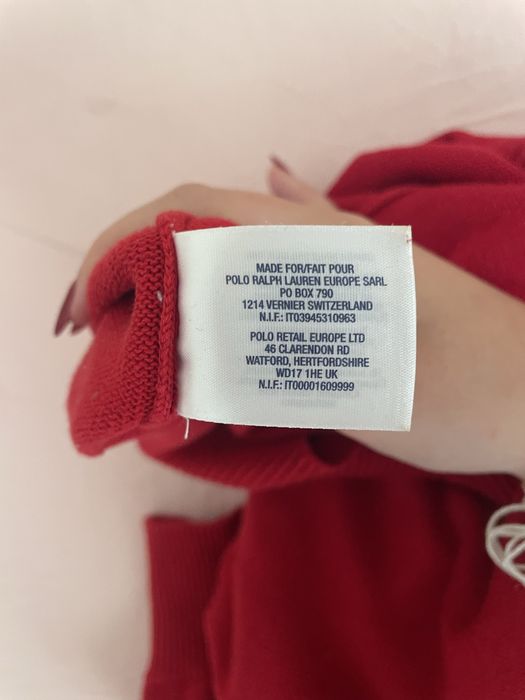 MADE FOR/FAIT POUR
POLO RALPH LAUREN EUROPE SARL
PO BOX 790
1214 VERNIER SWITZERLAND
N.I.F.: IT03945310963
POLO RETAIL EUROPE LTD
46 CLARENDON RD
WATFORD, HERTFORDSHIRE
WD17 1HE UK
N.I.F.: IT00001609999